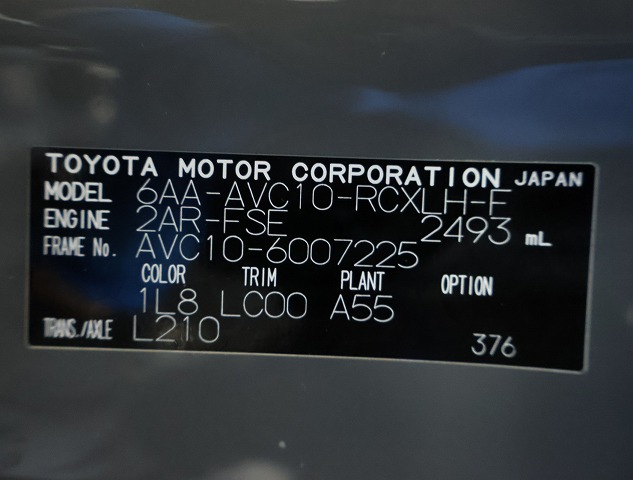 TOYOTA MOTOR CORPORATION JAPAN
MODEL 6AA-AVC10-RCXLH-E
ENGINE 2AR-FSE 2493 mL
FRAME No. AVC10-6007225
COLOR TRIM PLANT OPTION
1L8 LC00 A55
TRANS./AXLE L210
376